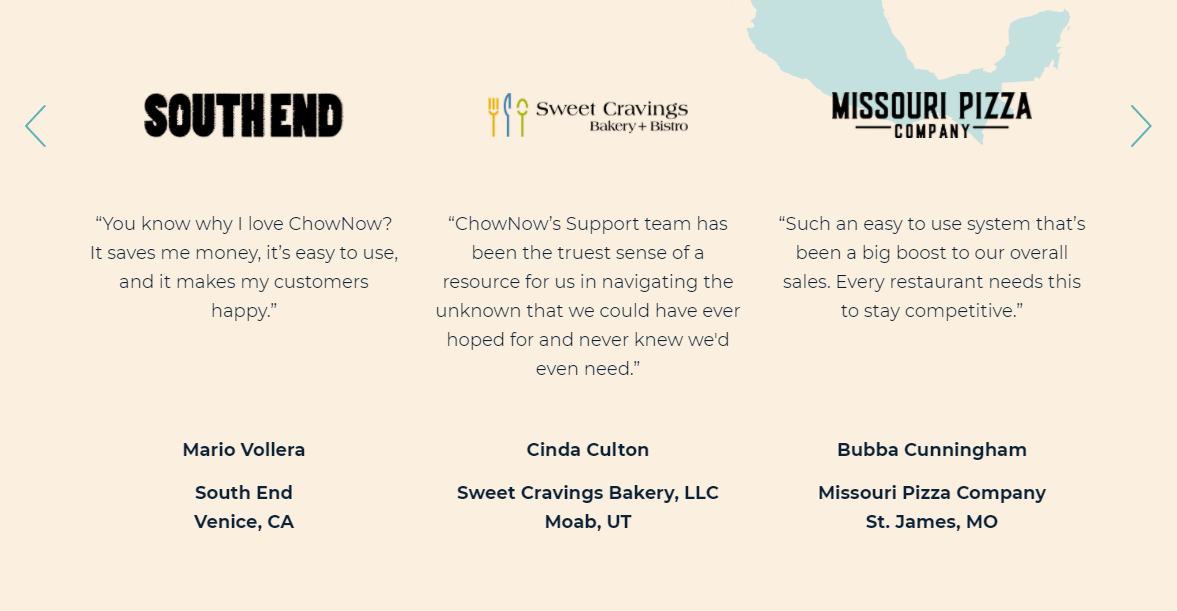 SOUTH END
Sweet Cravings
Bakery + Bistro
MISSOURI PIZZA
COMPANY
“You know why I love ChowNow?
It saves me money, it’s easy to use,
and it makes my customers
happy.”
“ChowNow’s Support team has
been the truest sense of a
resource for us in navigating the
unknown that we could have ever
hoped for and never knew we'd
even need.”
“Such an easy to use system that’s
been a big boost to our overall
sales. Every restaurant needs this
to stay competitive.”
Mario Vollera
South End
Venice, CA
Cinda Culton
Sweet Cravings Bakery, LLC
Moab, UT
Bubba Cunningham
Missouri Pizza Company
St. James, MO